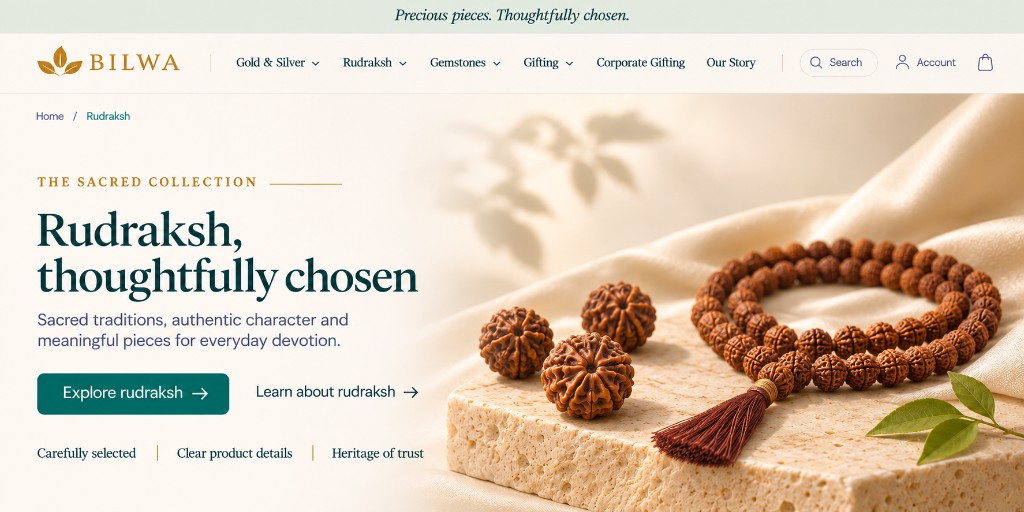 Precious pieces. Thoughtfully chosen.
BILWA
Gold & Silver
Rudraksh
Gemstones
Gifting
Corporate Gifting
Our Story
Search
Account
Home / Rudraksh
THE SACRED COLLECTION
Rudraksh,
thoughtfully chosen
Sacred traditions, authentic character and
meaningful pieces for everyday devotion.
Explore rudraksh →
Learn about rudraksh →
Carefully selected
Clear product details
Heritage of trust